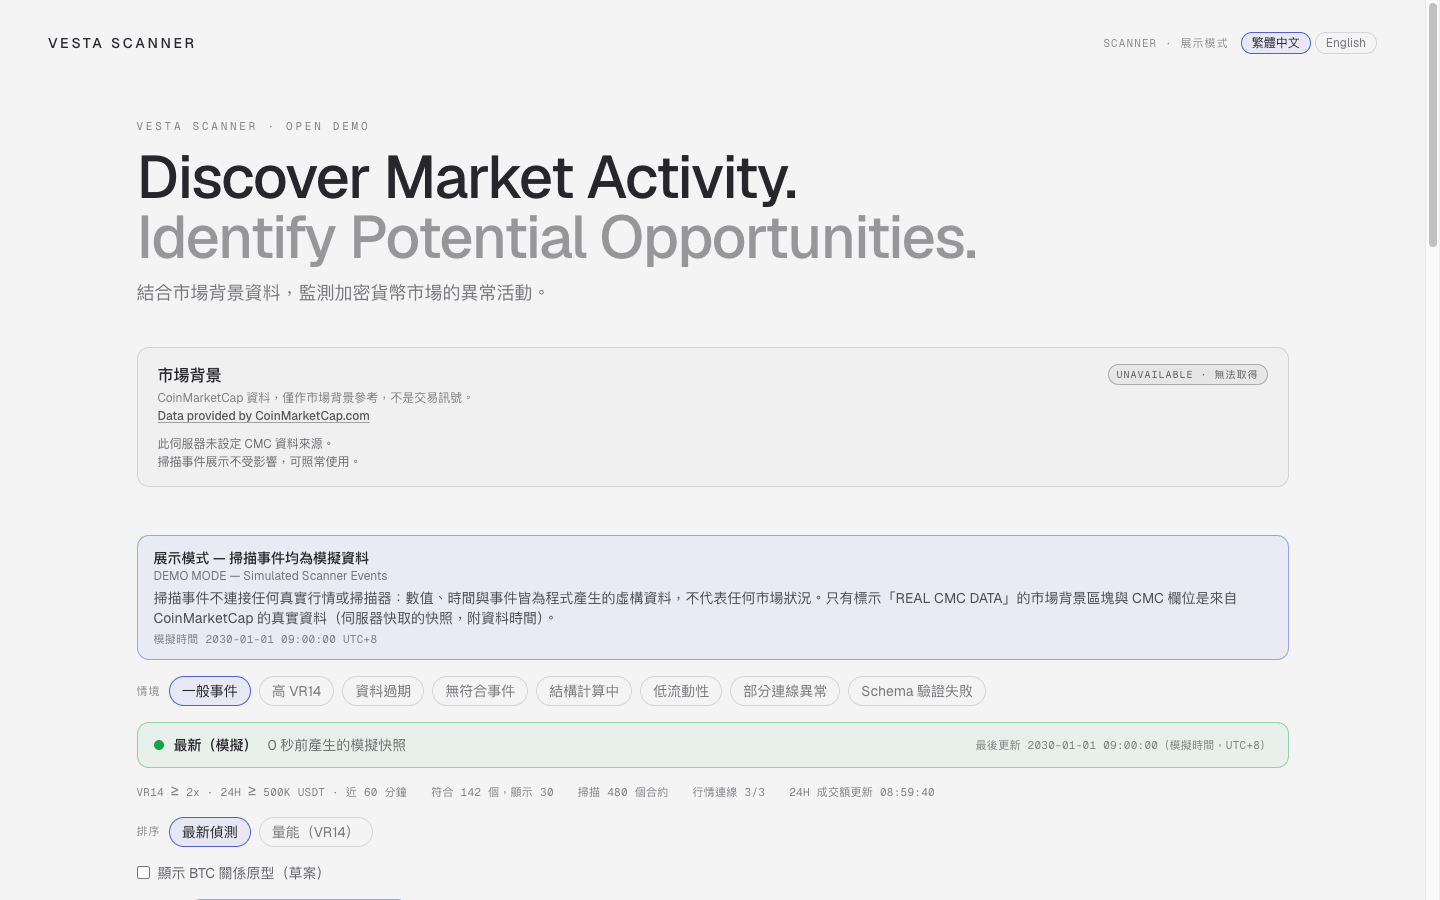 VESTA SCANNER
SCANNER · 展示模式 繁體中文 English
VESTA SCANNER · OPEN DEMO
Discover Market Activity.
Identify Potential Opportunities.
結合市場背景資料，監測加密貨幣市場的異常活動。
市場背景
UNAVAILABLE · 無法取得
CoinMarketCap 資料，僅作市場背景參考，不是交易訊號。
Data provided by CoinMarketCap.com
此伺服器未設定 CMC 資料來源。
掃描事件展示不受影響，可照常使用。
展示模式 — 掃描事件均為模擬資料
DEMO MODE — Simulated Scanner Events
掃描事件不連接任何真實行情或掃描器：數值、時間與事件皆為程式產生的虛構資料，不代表任何市場狀況。只有標示「REAL CMC DATA」的市場背景區塊與 CMC 欄位是來自
CoinMarketCap 的真實資料（伺服器快取的快照，附資料時間）。
模擬時間 2030-01-01 09:00:00 UTC+8
情境 一般事件 高 VR14 資料過期 無符合事件 結構計算中 低流動性 部分連線異常 Schema 驗證失敗
最新（模擬） 0 秒前產生的模擬快照 最後更新 2030-01-01 09:00:00（模擬時間，UTC+8）
VR14 ≥ 2x · 24H ≥ 500K USDT · 近 60 分鐘 符合 142 個，顯示 30 掃描 480 個合約 行情連線 3/3 24H 成交額更新 08:59:40
排序 最新偵測 量能（VR14）
顯示 BTC 關係原型（草案）